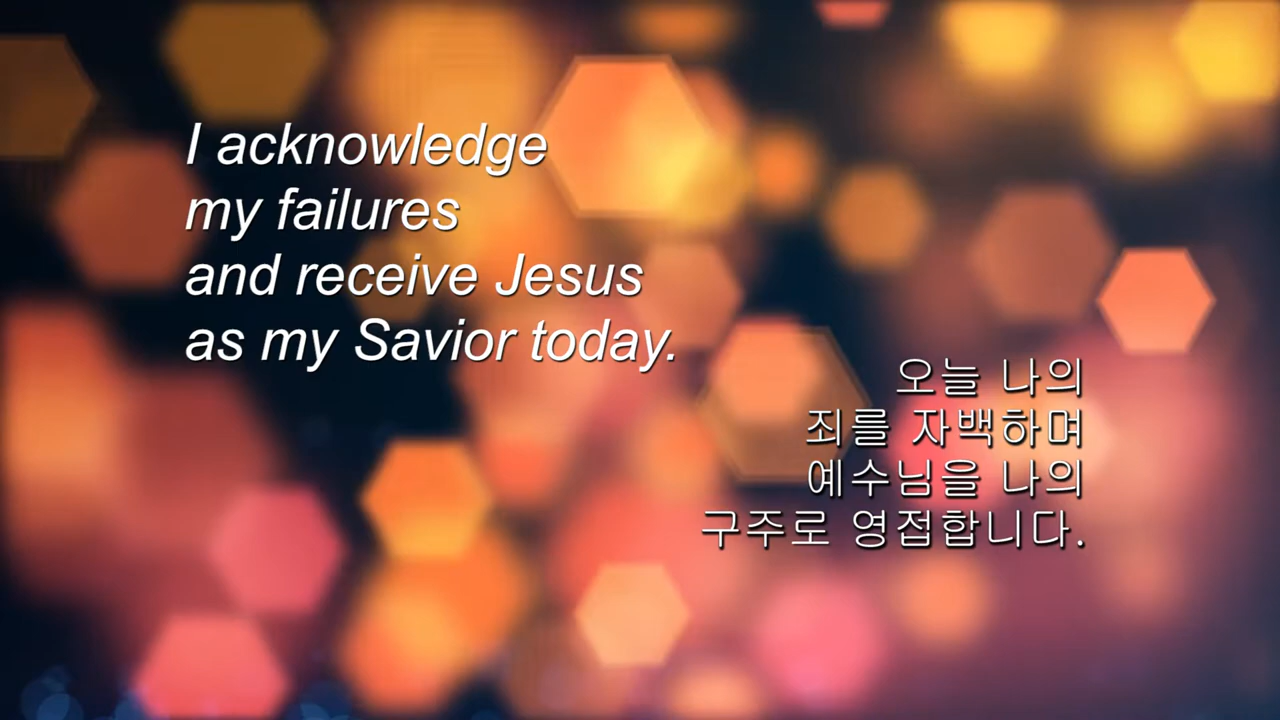 I acknowledge
my failures
and receive Jesus
as my Savior today.
오늘 나의
죄를 자백하며
예수님을 나의
구주로 영접합니다.